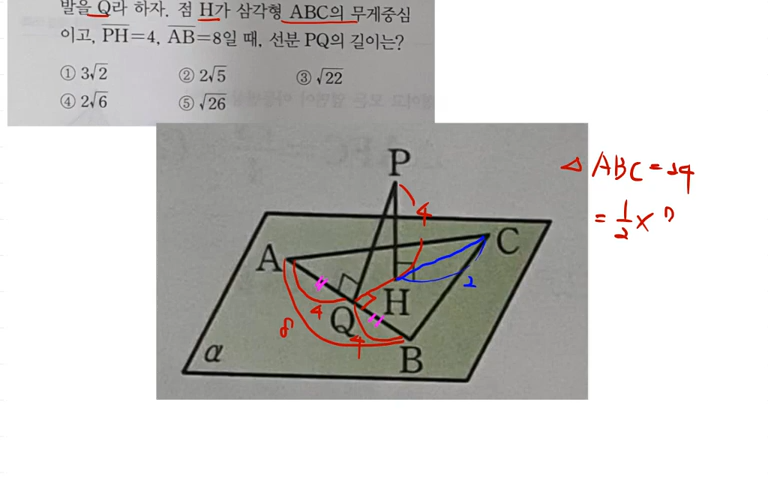 발을 Q라 하자. 점 H가 삼각형 ABC의 무게중심
이고, PH=4, AB=8일 때, 선분 PQ의 길이는?
① 3√2 ② 2√5 ③ √22
④ 2√6 ⑤ √26
P
4
△ABC=24
=1/2×
A
C
2
H
4
Q
8
4
B
α